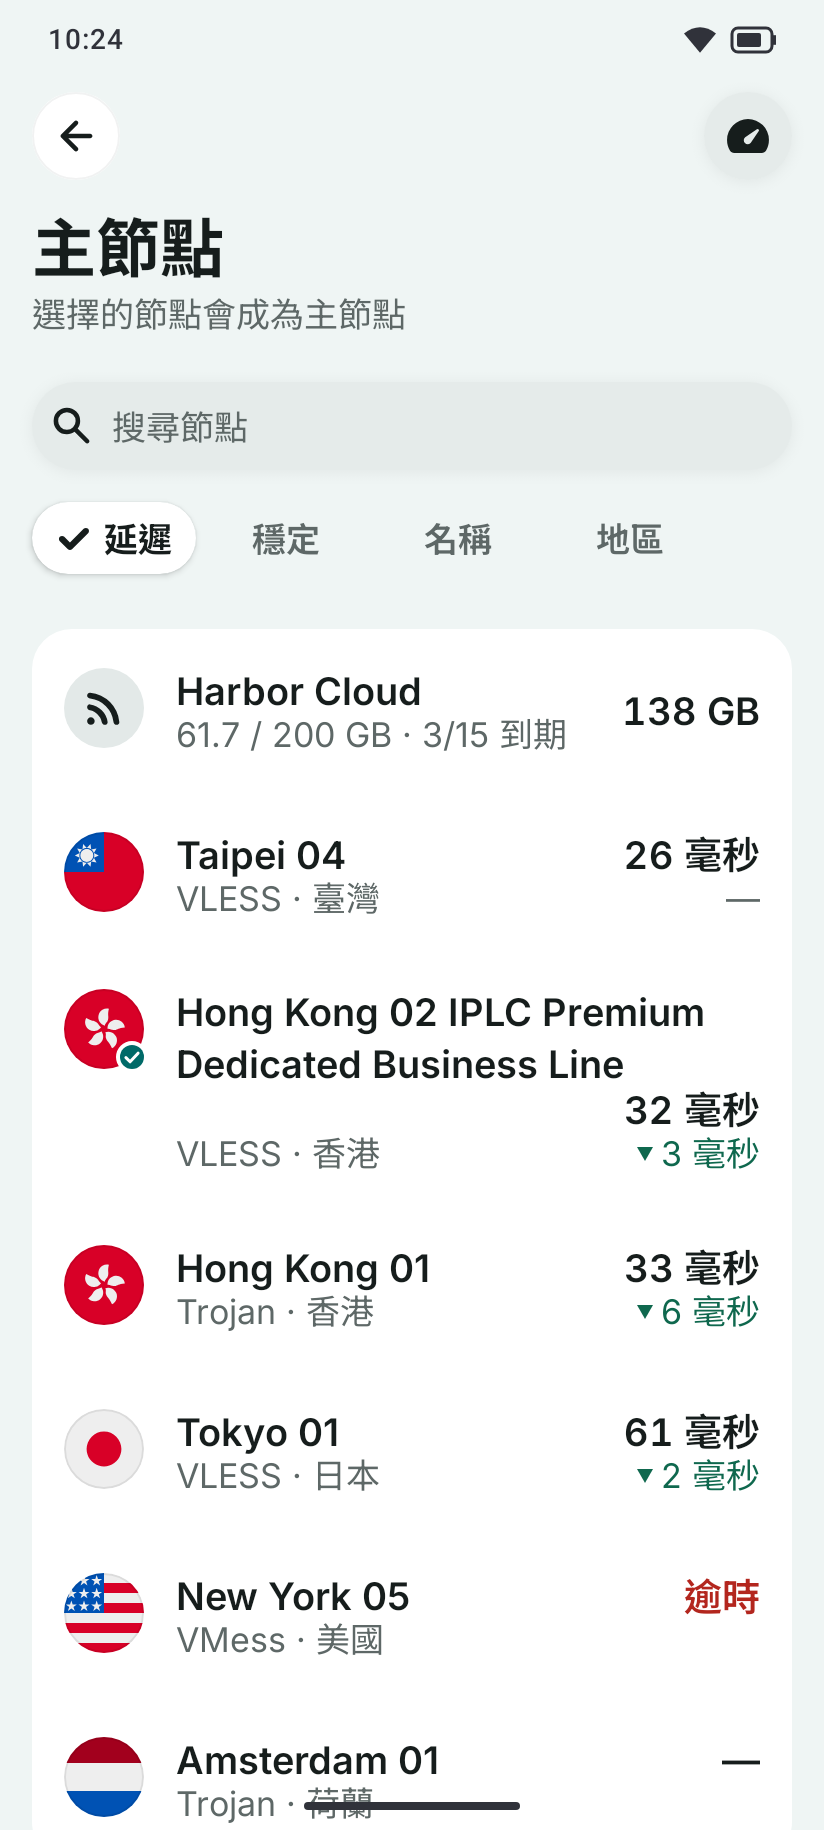 10:24
主節點
選擇的節點會成為主節點
搜尋節點
延遲 穩定 名稱 地區
Harbor Cloud
61.7 / 200 GB · 3/15 到期
138 GB
Taipei 04
VLESS · 臺灣
26 毫秒
—
Hong Kong 02 IPLC Premium
Dedicated Business Line
VLESS · 香港
32 毫秒
▼3 毫秒
Hong Kong 01
Trojan · 香港
33 毫秒
▼6 毫秒
Tokyo 01
VLESS · 日本
61 毫秒
▼2 毫秒
New York 05
VMess · 美國
逾時
Amsterdam 01
Trojan · 荷蘭
—